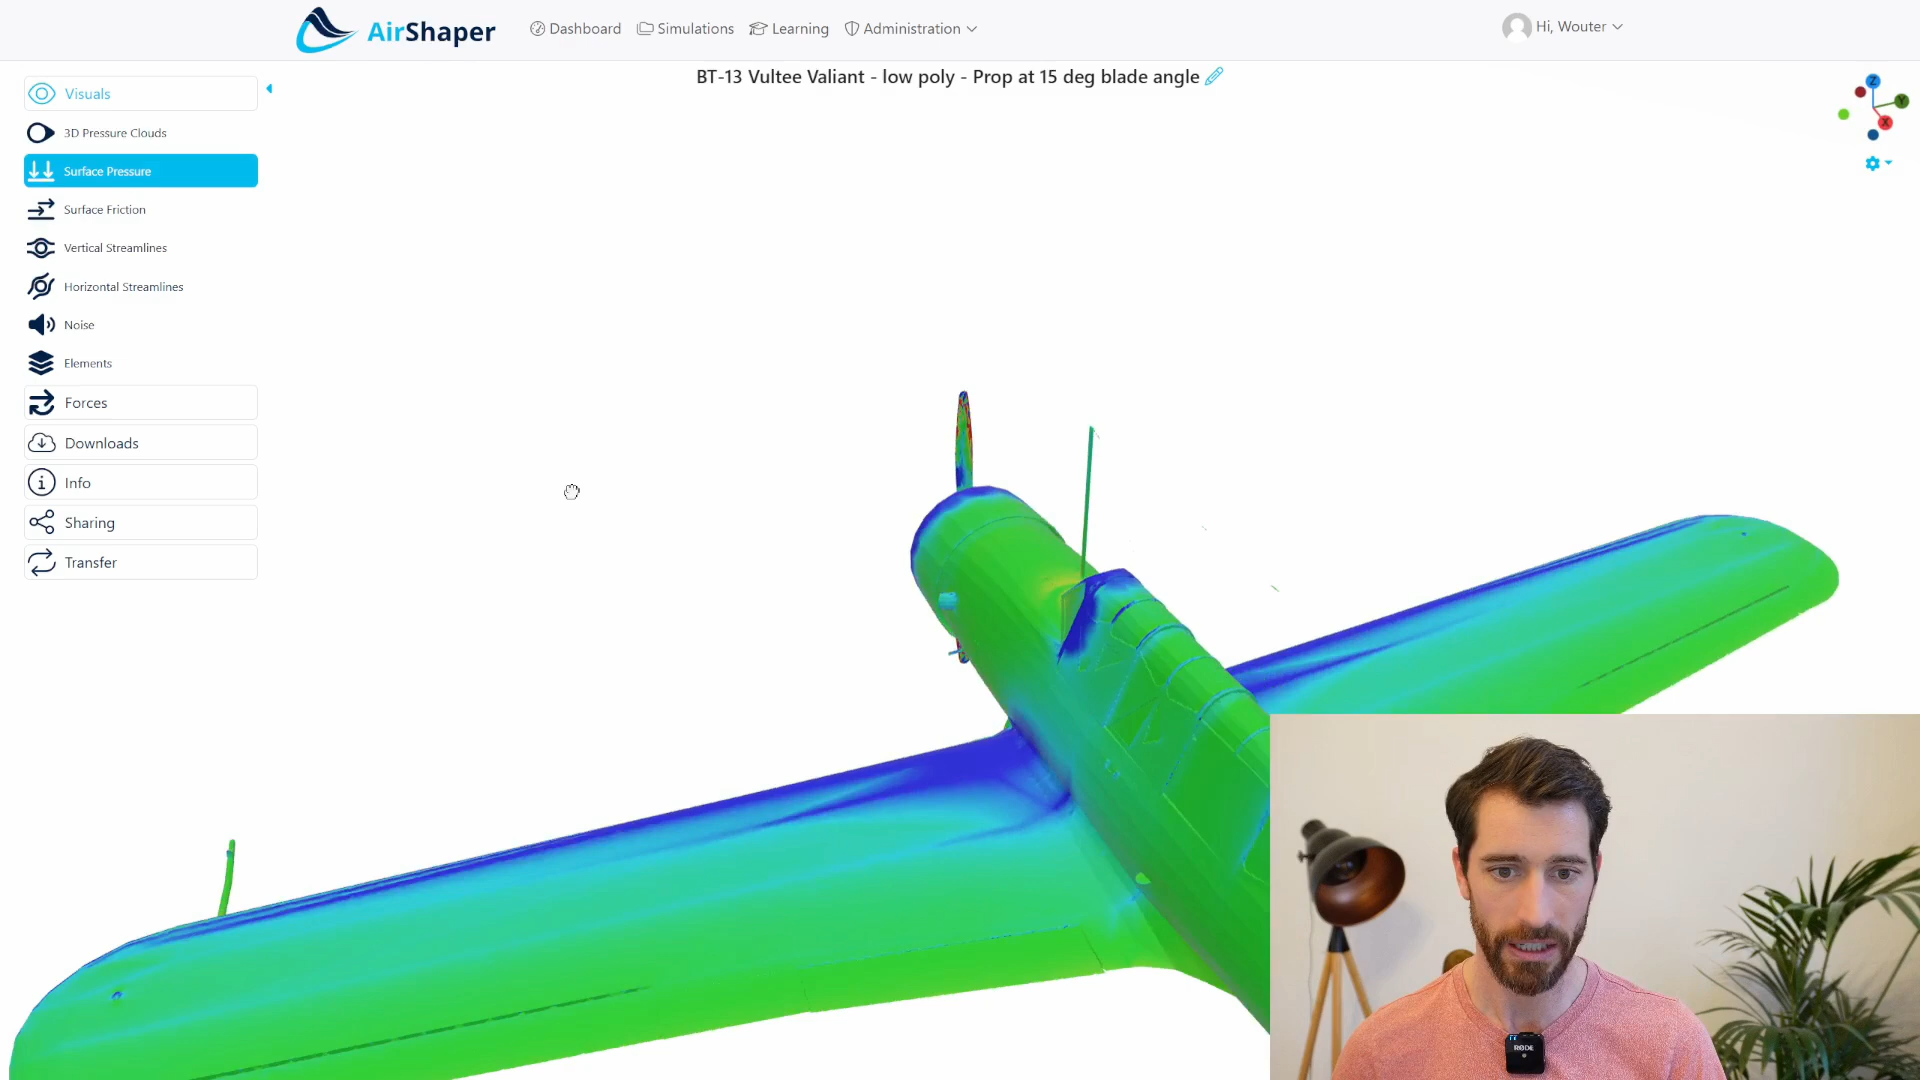 AirShaper
Dashboard
Simulations
Learning
Administration
Hi, Wouter
BT-13 Vultee Valiant - low poly - Prop at 15 deg blade angle
Visuals
3D Pressure Clouds
Surface Pressure
Surface Friction
Vertical Streamlines
Horizontal Streamlines
Noise
Elements
Forces
Downloads
Info
Sharing
Transfer
Z
Y
X
RØDE